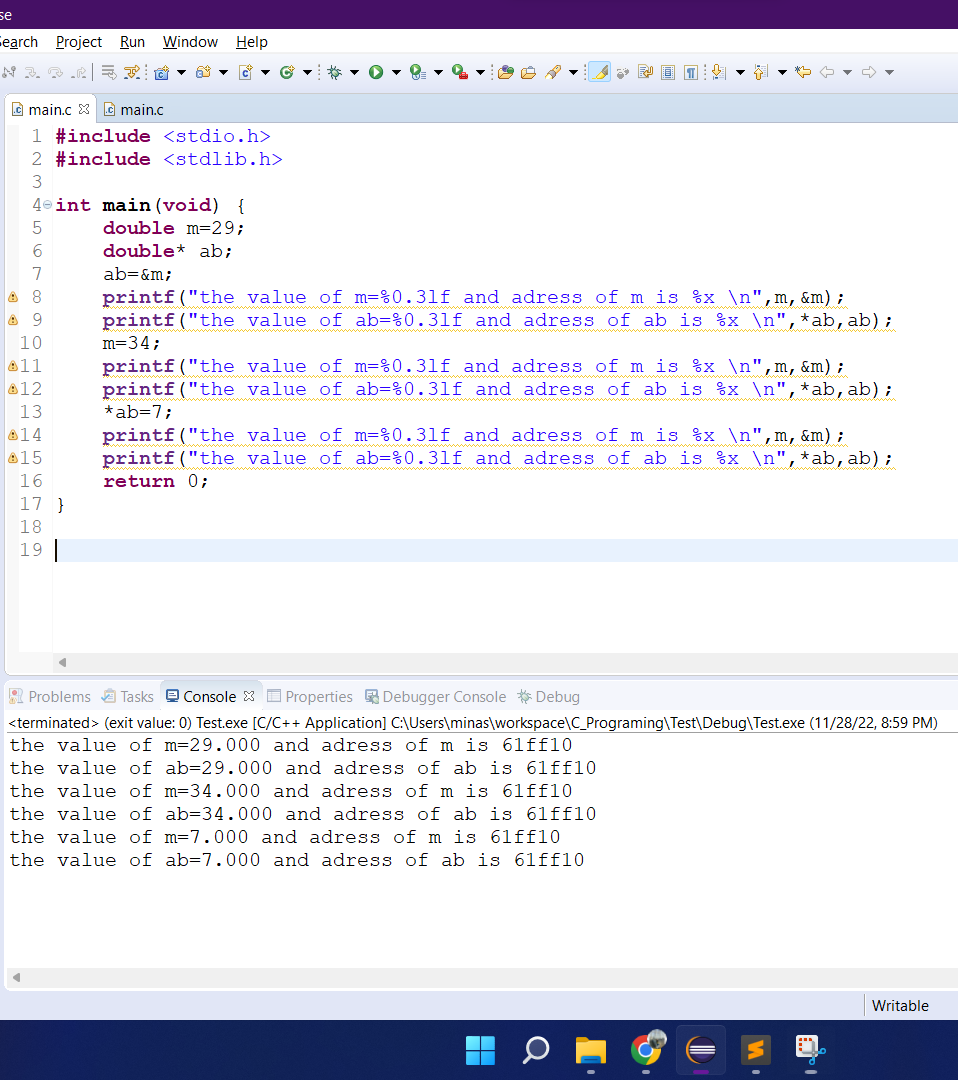 se
Search Project Run Window Help
main.c main.c
1 #include <stdio.h>
2 #include <stdlib.h>
3
4 int main(void) {
5 double m=29;
6 double* ab;
7 ab=&m;
8 printf("the value of m=%0.3lf and adress of m is %x \n",m,&m);
9 printf("the value of ab=%0.3lf and adress of ab is %x \n",*ab,ab);
10 m=34;
11 printf("the value of m=%0.3lf and adress of m is %x \n",m,&m);
12 printf("the value of ab=%0.3lf and adress of ab is %x \n",*ab,ab);
13 *ab=7;
14 printf("the value of m=%0.3lf and adress of m is %x \n",m,&m);
15 printf("the value of ab=%0.3lf and adress of ab is %x \n",*ab,ab);
16 return 0;
17 }
18
19
Problems Tasks Console Properties Debugger Console Debug
<terminated> (exit value: 0) Test.exe [C/C++ Application] C:\Users\minas\workspace\C_Programing\Test\Debug\Test.exe (11/28/22, 8:59 PM)
the value of m=29.000 and adress of m is 61ff10
the value of ab=29.000 and adress of ab is 61ff10
the value of m=34.000 and adress of m is 61ff10
the value of ab=34.000 and adress of ab is 61ff10
the value of m=7.000 and adress of m is 61ff10
the value of ab=7.000 and adress of ab is 61ff10
Writable